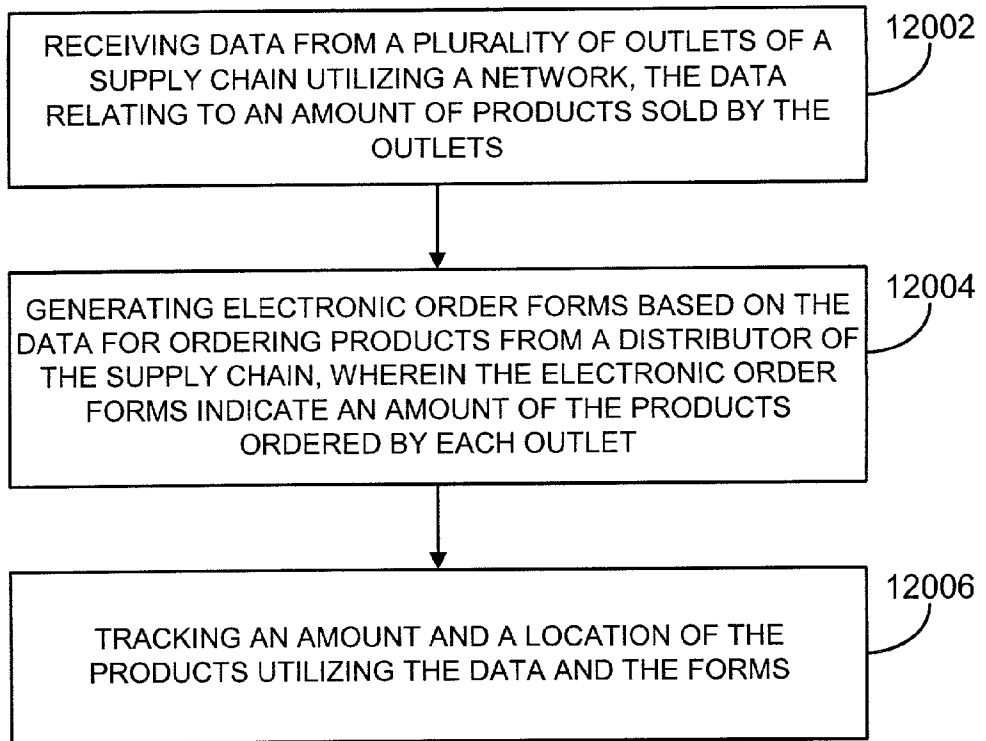 12002
RECEIVING DATA FROM A PLURALITY OF OUTLETS OF A
SUPPLY CHAIN UTILIZING A NETWORK, THE DATA
RELATING TO AN AMOUNT OF PRODUCTS SOLD BY THE
OUTLETS
12004
GENERATING ELECTRONIC ORDER FORMS BASED ON THE
DATA FOR ORDERING PRODUCTS FROM A DISTRIBUTOR OF
THE SUPPLY CHAIN, WHEREIN THE ELECTRONIC ORDER
FORMS INDICATE AN AMOUNT OF THE PRODUCTS
ORDERED BY EACH OUTLET
12006
TRACKING AN AMOUNT AND A LOCATION OF THE
PRODUCTS UTILIZING THE DATA AND THE FORMS